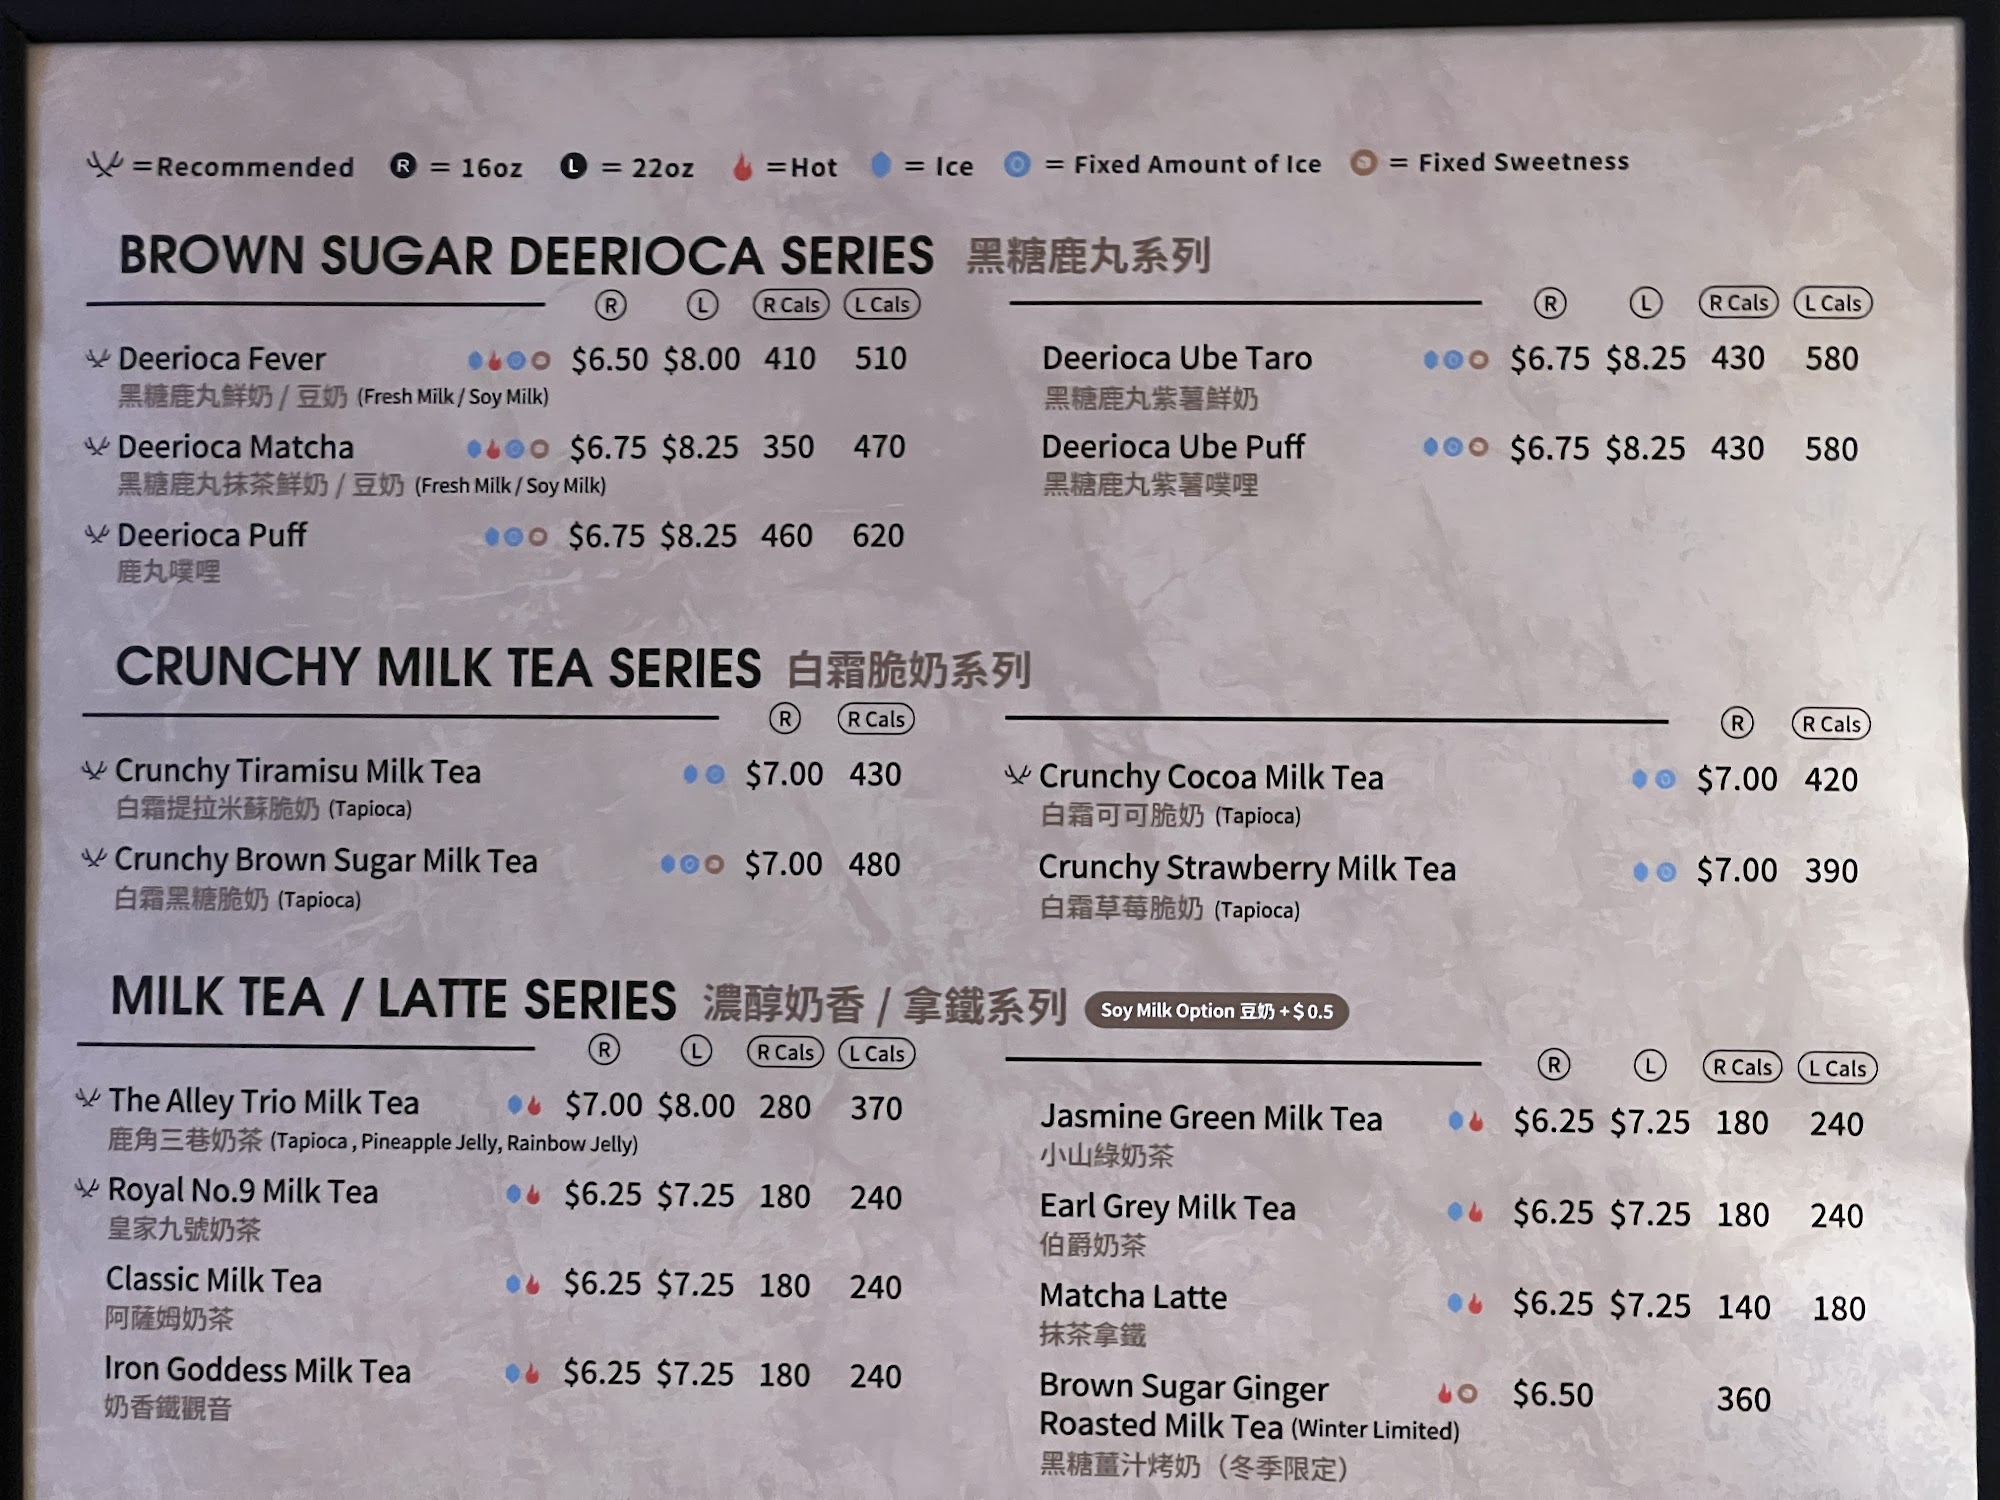 =Recommended R = 16oz L = 22oz =Hot = Ice = Fixed Amount of Ice = Fixed Sweetness
BROWN SUGAR DEERIOCA SERIES 黑糖鹿丸系列
R L R Cals L Cals
Deerioca Fever $6.50 $8.00 410 510
黑糖鹿丸鮮奶 / 豆奶 (Fresh Milk / Soy Milk)
Deerioca Matcha $6.75 $8.25 350 470
黑糖鹿丸抹茶鮮奶 / 豆奶 (Fresh Milk / Soy Milk)
Deerioca Puff $6.75 $8.25 460 620
鹿丸噗哩
R L R Cals L Cals
Deerioca Ube Taro $6.75 $8.25 430 580
黑糖鹿丸紫薯鮮奶
Deerioca Ube Puff $6.75 $8.25 430 580
黑糖鹿丸紫薯噗哩
CRUNCHY MILK TEA SERIES 白霜脆奶系列
R R Cals
Crunchy Tiramisu Milk Tea $7.00 430
白霜提拉米蘇脆奶 (Tapioca)
Crunchy Brown Sugar Milk Tea $7.00 480
白霜黑糖脆奶 (Tapioca)
R R Cals
Crunchy Cocoa Milk Tea $7.00 420
白霜可可脆奶 (Tapioca)
Crunchy Strawberry Milk Tea $7.00 390
白霜草莓脆奶 (Tapioca)
MILK TEA / LATTE SERIES 濃醇奶香 / 拿鐵系列 Soy Milk Option 豆奶 + $ 0.5
R L R Cals L Cals
The Alley Trio Milk Tea $7.00 $8.00 280 370
鹿角三巷奶茶 (Tapioca , Pineapple Jelly, Rainbow Jelly)
Royal No.9 Milk Tea $6.25 $7.25 180 240
皇家九號奶茶
Classic Milk Tea $6.25 $7.25 180 240
阿薩姆奶茶
Iron Goddess Milk Tea $6.25 $7.25 180 240
奶香鐵觀音
R L R Cals L Cals
Jasmine Green Milk Tea $6.25 $7.25 180 240
小山綠奶茶
Earl Grey Milk Tea $6.25 $7.25 180 240
伯爵奶茶
Matcha Latte $6.25 $7.25 140 180
抹茶拿鐵
Brown Sugar Ginger $6.50 360
Roasted Milk Tea (Winter Limited)
黑糖薑汁烤奶（冬季限定）